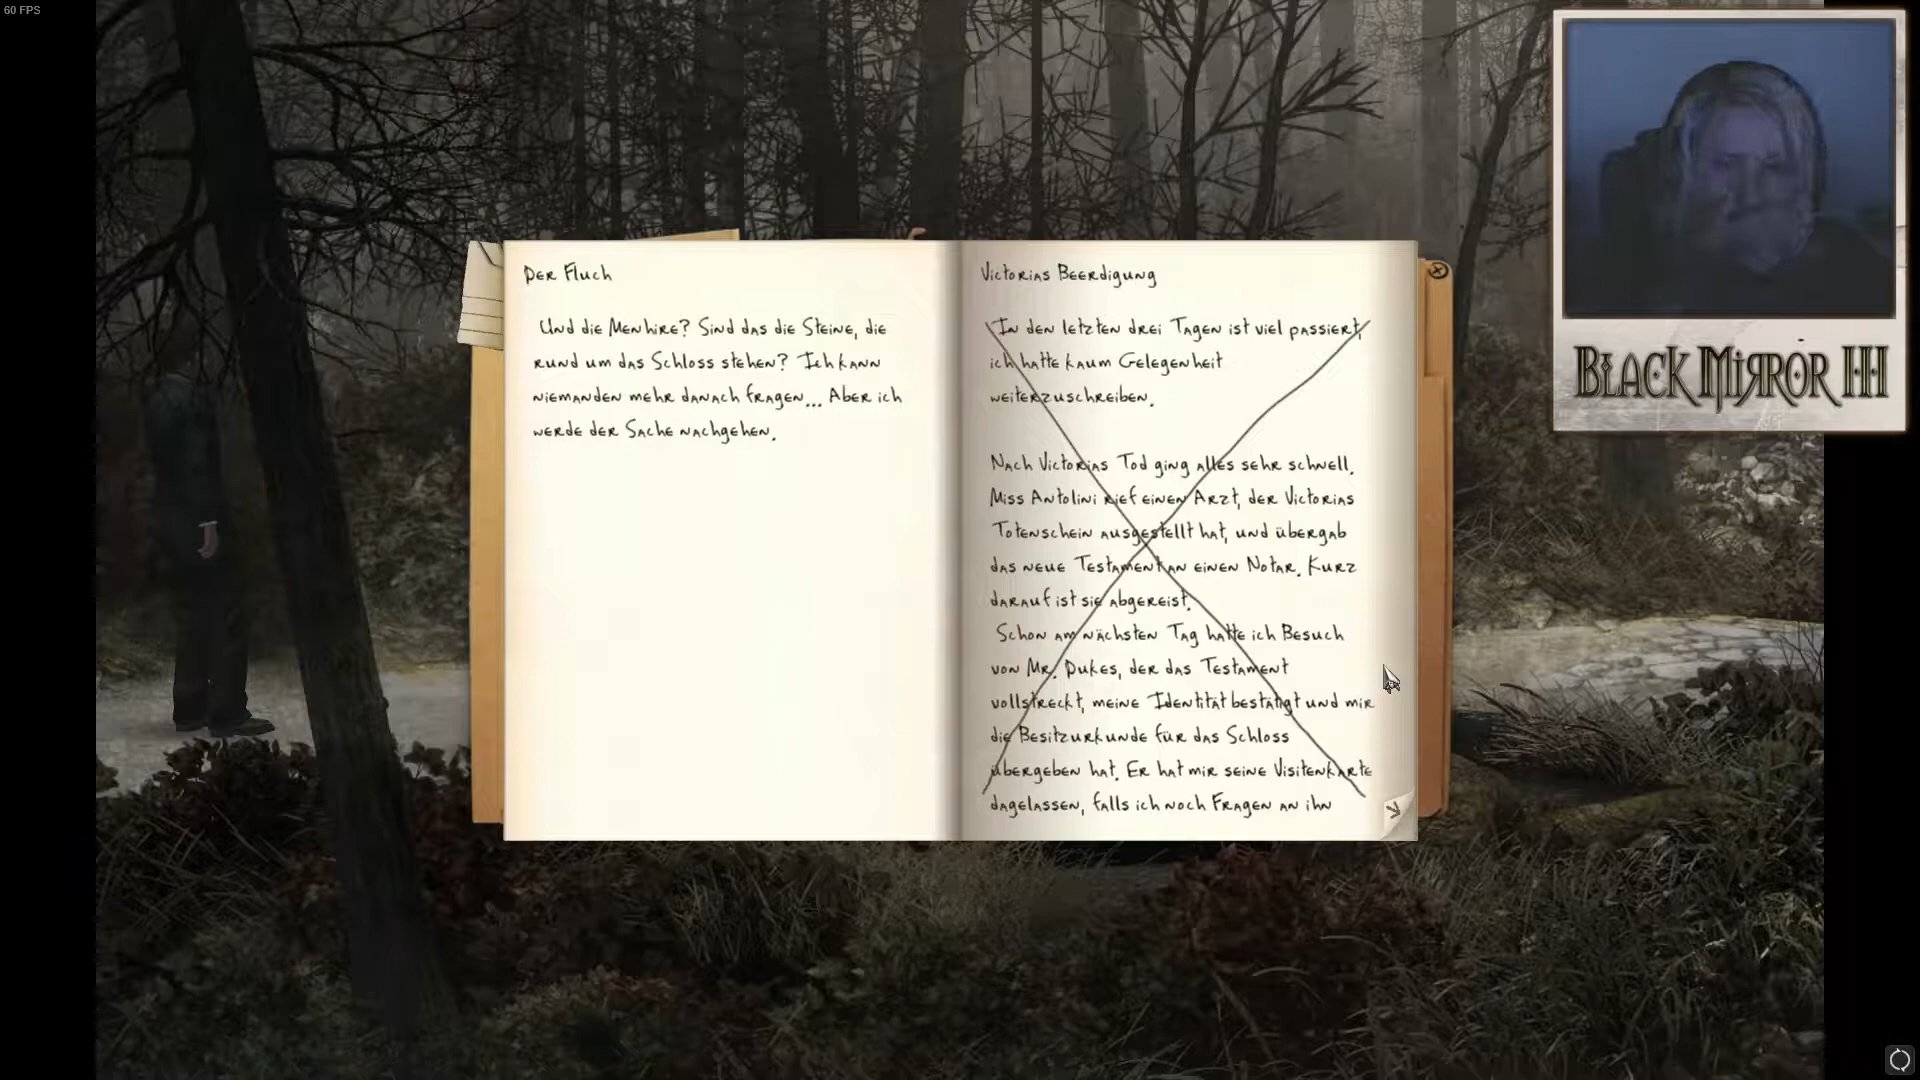 60 FPS
Der Fluch
Und die Menhire? Sind das die Steine, die
rund um das Schloss stehen? Ich kann
niemanden mehr danach fragen... Aber ich
werde der Sache nachgehen.
Victorias Beerdigung
In den letzten drei Tagen ist viel passiert,
ich hatte kaum Gelegenheit
weiterzuschreiben.
Nach Victorias Tod ging alles sehr schnell.
Miss Antolini rief einen Arzt, der Victorias
Totenschein ausgestellt hat, und übergab
das neue Testament an einen Notar. Kurz
darauf ist sie abgereist.
Schon am nächsten Tag hatte ich Besuch
von Mr. Dukes, der das Testament
vollstreckt, meine Identität bestätigt und mir
die Besitzurkunde für das Schloss
übergeben hat. Er hat mir seine Visitenkarte
dagelassen, falls ich noch Fragen an ihn
Black Mirror III